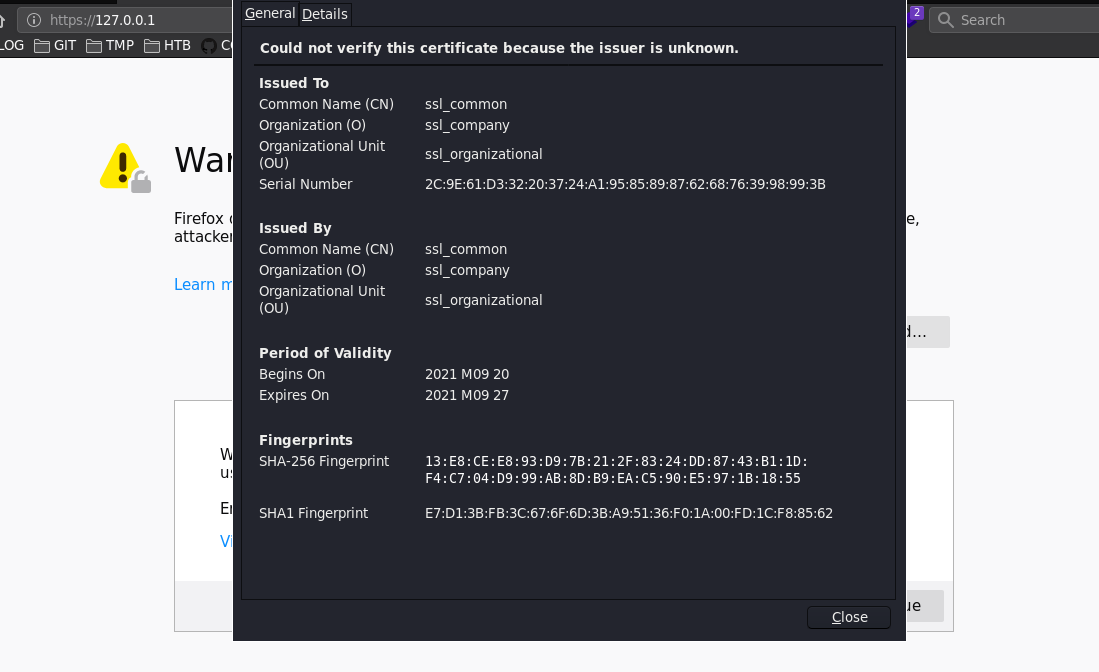 General Details
https://127.0.0.1
2
Search
LOG GIT TMP HTB
Could not verify this certificate because the issuer is unknown.
Issued To
Common Name (CN) ssl_common
Organization (O) ssl_company
Organizational Unit
(OU) ssl_organizational
Serial Number 2C:9E:61:D3:32:20:37:24:A1:95:85:89:87:62:68:76:39:98:99:3B
Issued By
Common Name (CN) ssl_common
Organization (O) ssl_company
Organizational Unit
(OU) ssl_organizational
Period of Validity
Begins On 2021 M09 20
Expires On 2021 M09 27
Fingerprints
SHA-256 Fingerprint 13:E8:CE:E8:93:D9:7B:21:2F:83:24:DD:87:43:B1:1D:
F4:C7:04:D9:99:AB:8D:B9:EA:C5:90:E5:97:1B:18:55
SHA1 Fingerprint E7:D1:3B:FB:3C:67:6F:6D:3B:A9:51:36:F0:1A:00:FD:1C:F8:85:62
Close
Firefox
Learn